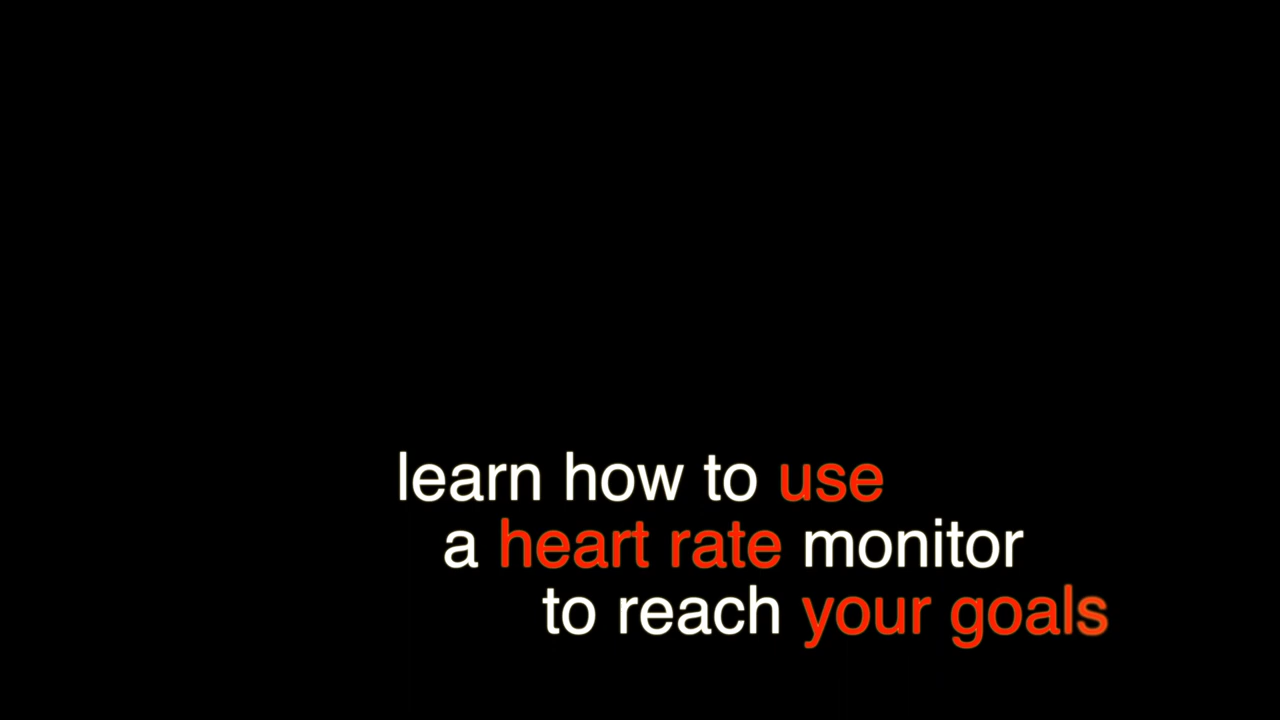 learn how to use
a heart rate monitor
to reach your goals